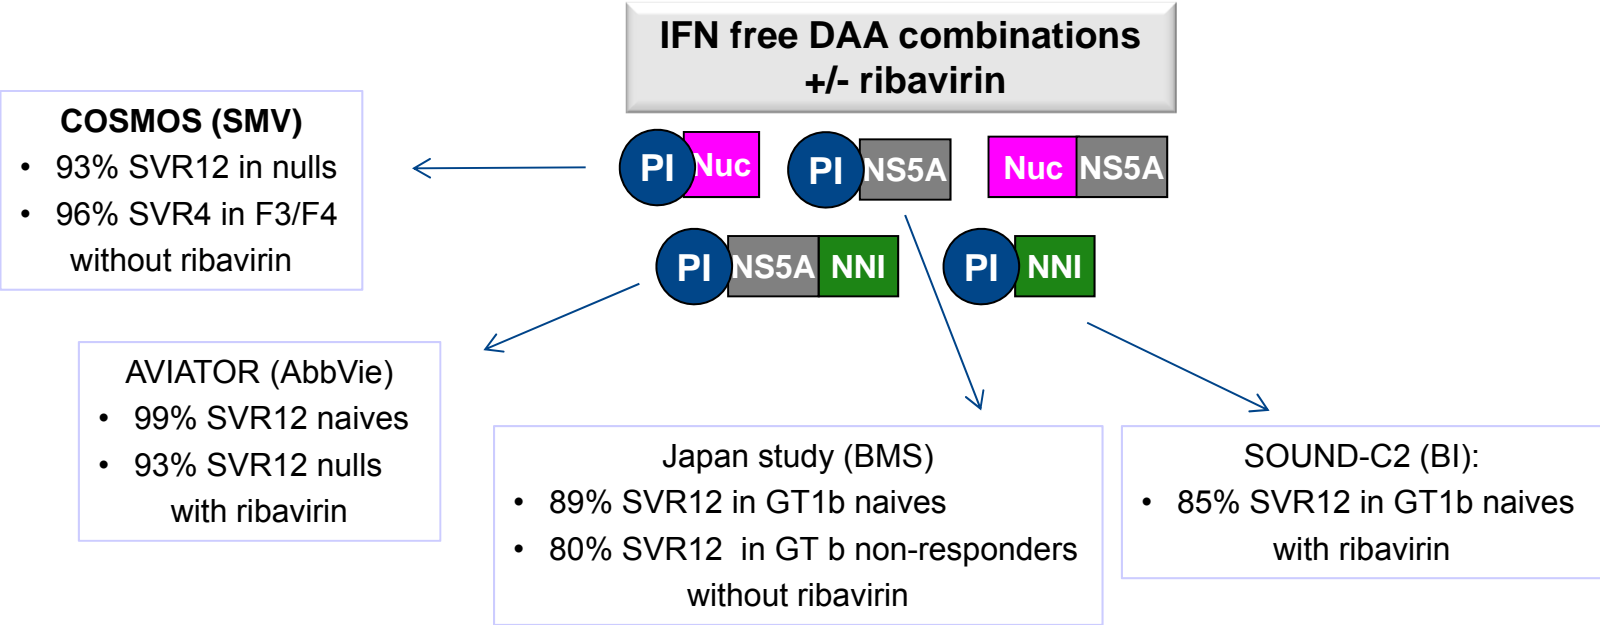 IFN free DAA combinations
+/- ribavirin
COSMOS (SMV)
• 93% SVR12 in nulls
• 96% SVR4 in F3/F4
without ribavirin
PI Nuc
PI NS5A
Nuc NS5A
PI NS5A NNI
PI NNI
AVIATOR (AbbVie)
• 99% SVR12 naives
• 93% SVR12 nulls
with ribavirin
Japan study (BMS)
• 89% SVR12 in GT1b naives
• 80% SVR12 in GT b non-responders
without ribavirin
SOUND-C2 (BI):
• 85% SVR12 in GT1b naives
with ribavirin